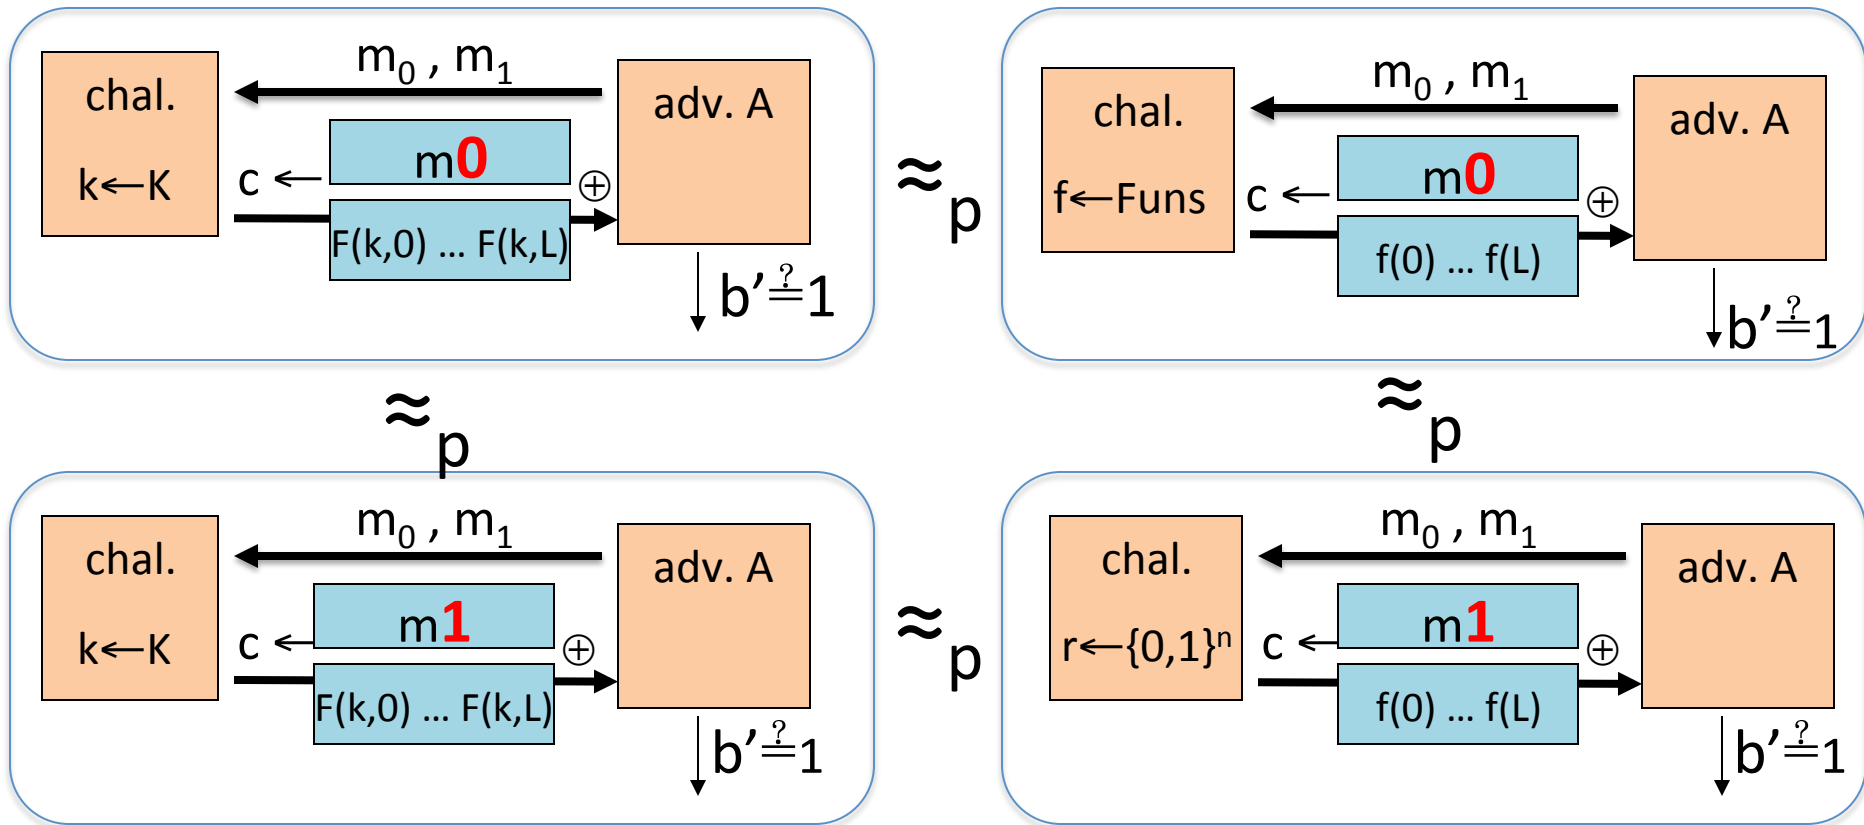 m₀ , m₁
chal.
adv. A
m0
k←K
c ←
⊕
F(k,0) ... F(k,L)
b' ≟ 1
≈p
m₀ , m₁
chal.
adv. A
m0
f←Funs
c ←
⊕
f(0) ... f(L)
b' ≟ 1
≈p
≈p
m₀ , m₁
chal.
adv. A
m1
k←K
c ←
⊕
F(k,0) ... F(k,L)
b' ≟ 1
≈p
m₀ , m₁
chal.
adv. A
m1
r←{0,1}ⁿ
c ←
⊕
f(0) ... f(L)
b' ≟ 1